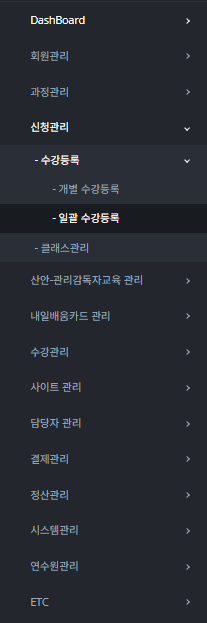 DashBoard
회원관리
과정관리
신청관리
- 수강등록
- 개별 수강등록
- 일괄 수강등록
- 클래스관리
산안-관리감독자교육 관리
내일배움카드 관리
수강관리
사이트 관리
담당자 관리
결제관리
정산관리
시스템관리
연수원관리
ETC